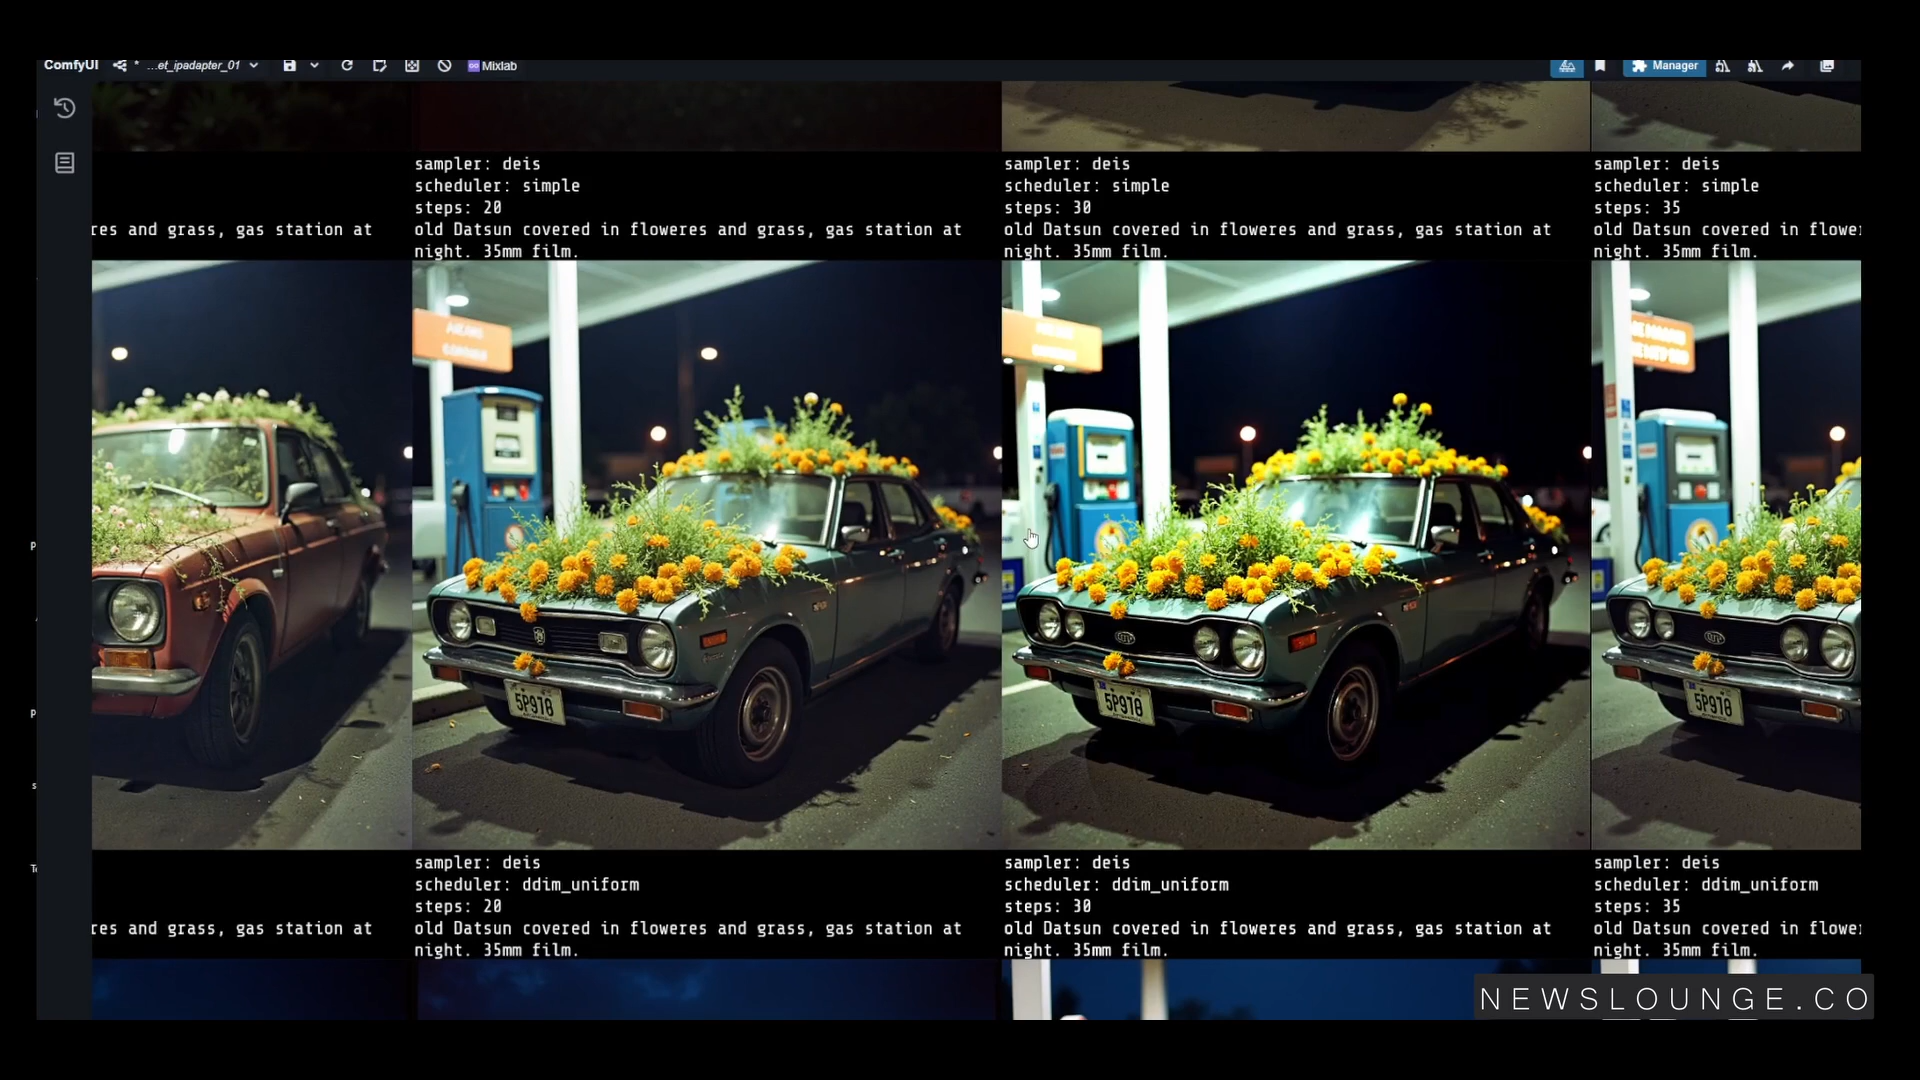 ComfyUI * ...et_ipadapter_01 Mixlab Manager
sampler: deis
scheduler: simple
steps: 20
old Datsun covered in floweres and grass, gas station at
night. 35mm film.
sampler: deis
scheduler: simple
steps: 30
old Datsun covered in floweres and grass, gas station at
night. 35mm film.
sampler: deis
scheduler: simple
steps: 35
old Datsun covered in flower
night. 35mm film.
res and grass, gas station at
5P978
5P978
5P978
sampler: deis
scheduler: ddim_uniform
steps: 20
old Datsun covered in floweres and grass, gas station at
night. 35mm film.
sampler: deis
scheduler: ddim_uniform
steps: 30
old Datsun covered in floweres and grass, gas station at
night. 35mm film.
sampler: deis
scheduler: ddim_uniform
steps: 35
old Datsun covered in flower
night. 35mm film.
res and grass, gas station at
NEWSLOUNGE.CO